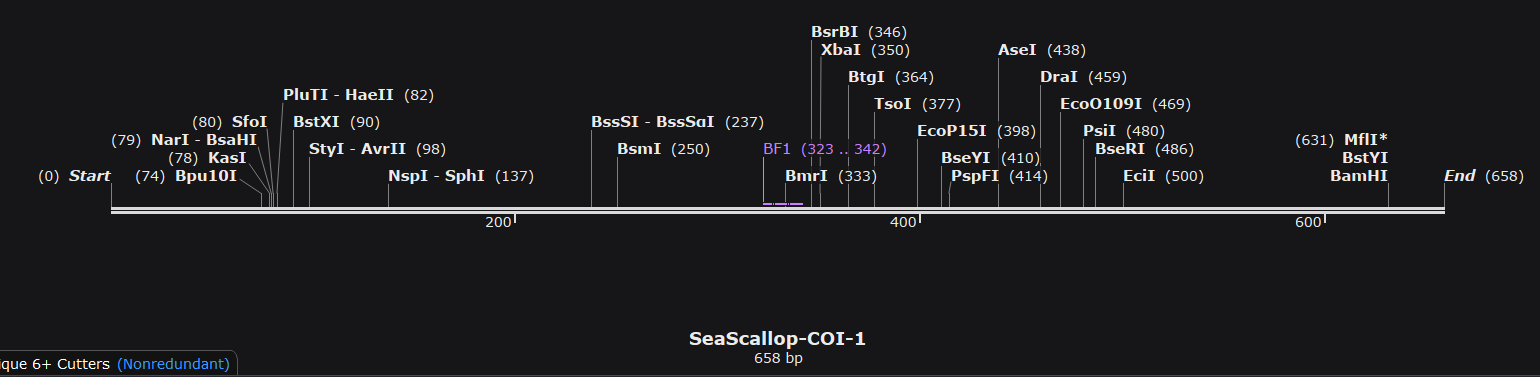 BsrBI (346)
XbaI (350)
AseI (438)
BtgI (364)
DraI (459)
PluTI - HaeII (82)
TsoI (377)
EcoO109I (469)
(80) SfoI
BstXI (90)
BssSI - BssSαI (237)
EcoP15I (398)
PsiI (480)
(79) NarI - BsaHI
StyI - AvrII (98)
BsmI (250)
BF1 (323 .. 342)
BseYI (410)
BseRI (486)
(631) MflI*
(78) KasI
BstYI
(0) Start
(74) Bpu10I
NspI - SphI (137)
BmrI (333)
PspFI (414)
EciI (500)
BamHI
End (658)
200
400
600
SeaScallop-COI-1
658 bp
ique 6+ Cutters (Nonredundant)